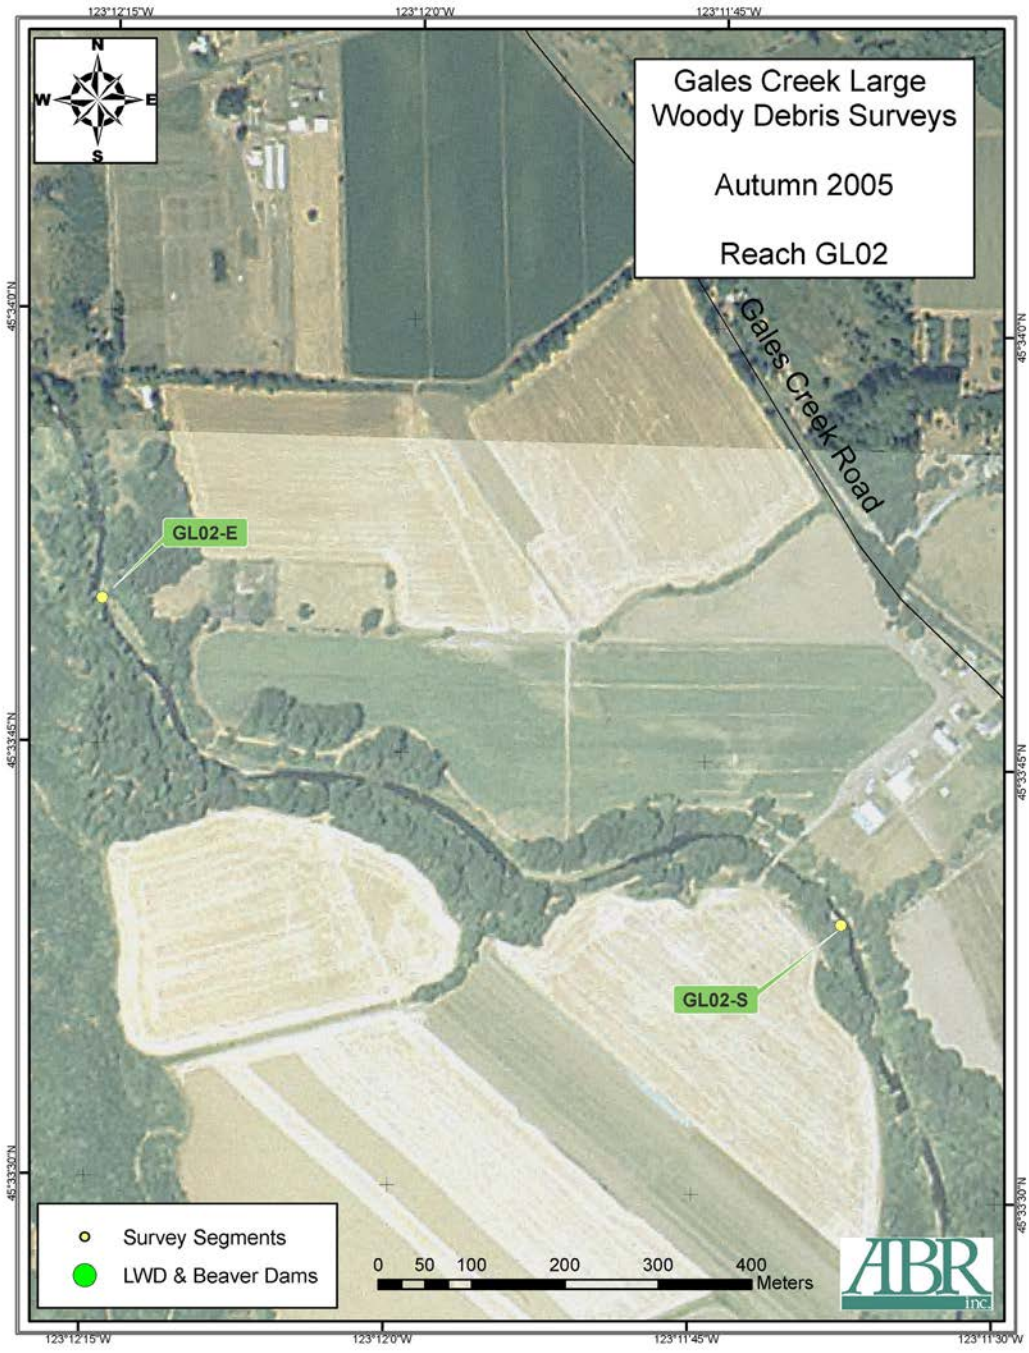 123°12'15"W
123°12'0"W
123°11'45"W
N
W
E
S
Gales Creek Large
Woody Debris Surveys
Autumn 2005
Reach GL02
45°34'0"N
45°34'0"N
Gales Creek Road
GL02-E
45°33'45"N
45°33'45"N
GL02-S
45°33'30"N
45°33'30"N
Survey Segments
LWD & Beaver Dams
0 50 100 200 300 400
Meters
ABR
inc.
123°12'15"W
123°12'0"W
123°11'45"W
123°11'30"W